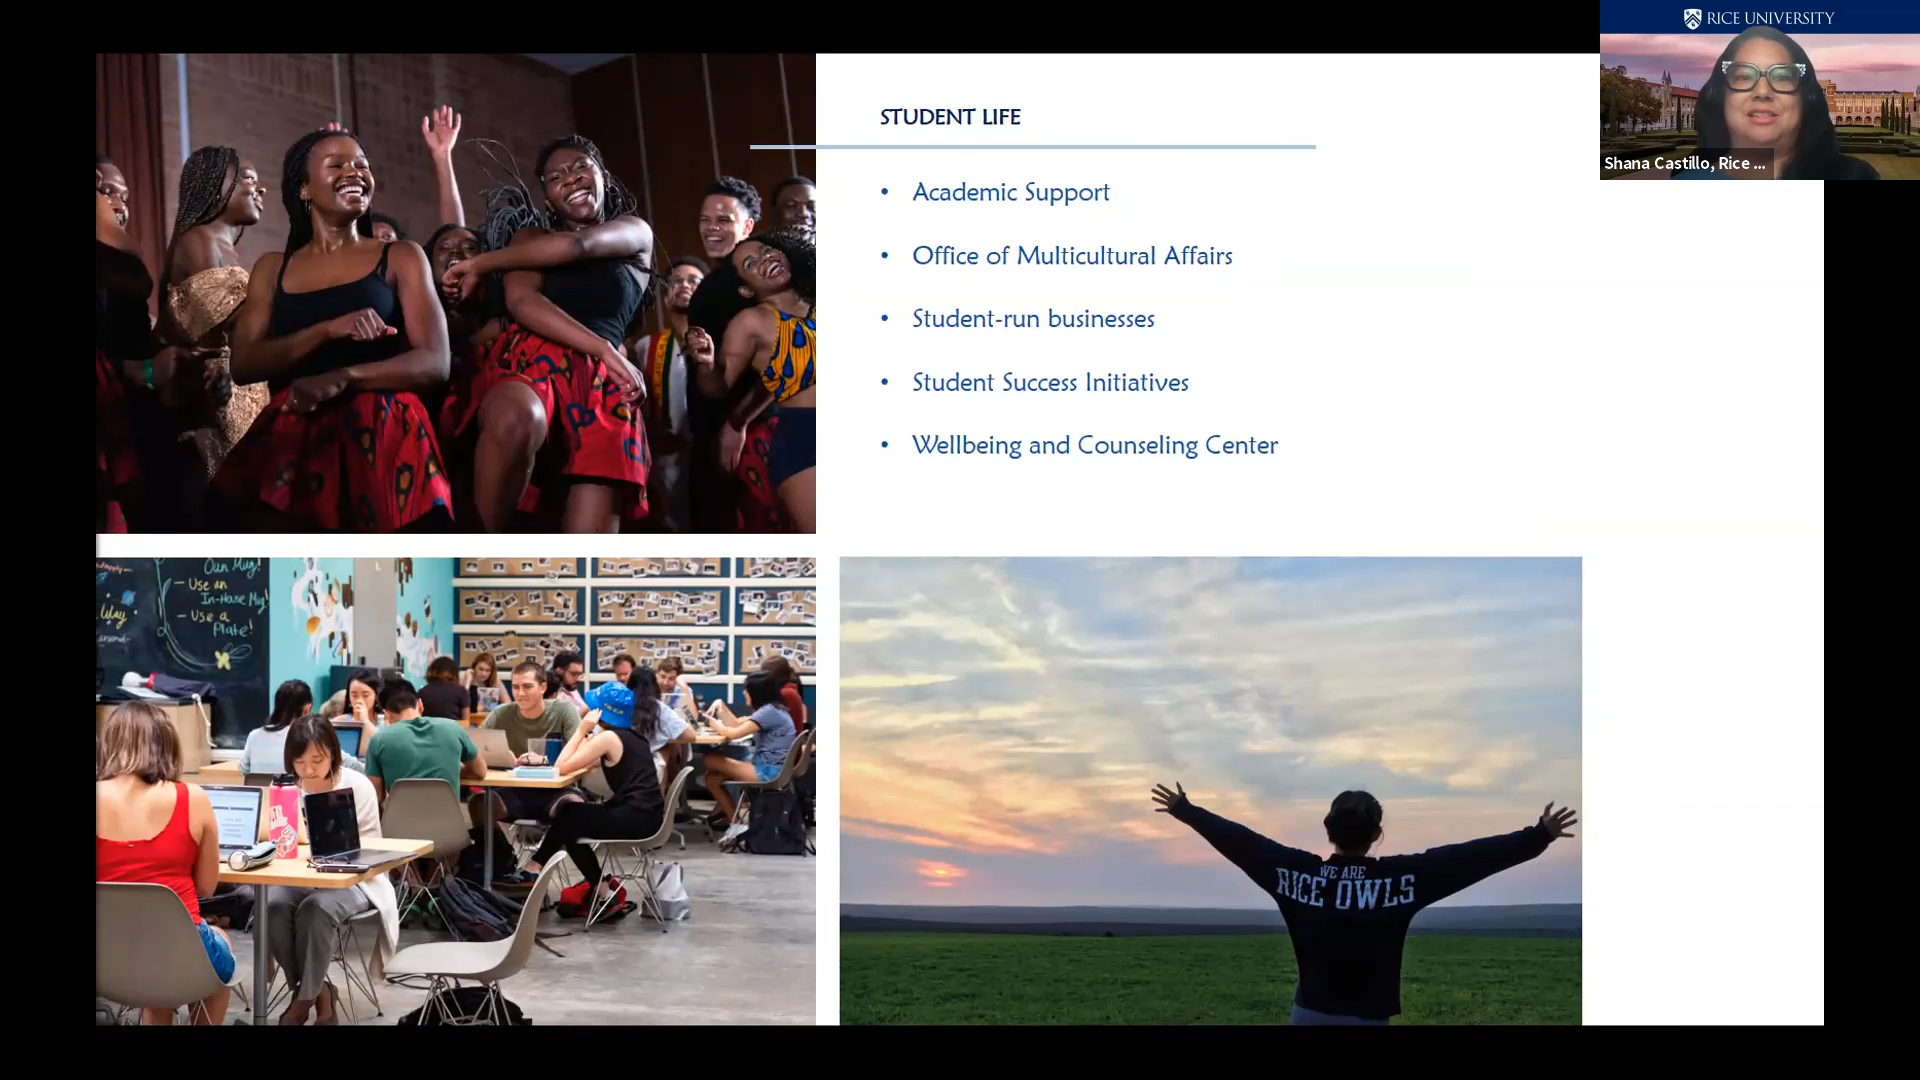 RICE UNIVERSITY
Shana Castillo, Rice ...
STUDENT LIFE
• Academic Support
• Office of Multicultural Affairs
• Student-run businesses
• Student Success Initiatives
• Wellbeing and Counseling Center
Our Mug!
— Use an
In-House Mug!
— Use a
Plate!
WE ARE
RICE OWLS